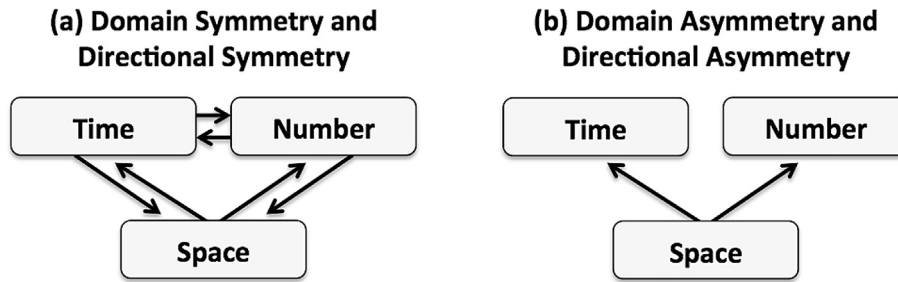 (a) Domain Symmetry and
Directional Symmetry
Time
Number
Space
(b) Domain Asymmetry and
Directional Asymmetry
Time
Number
Space